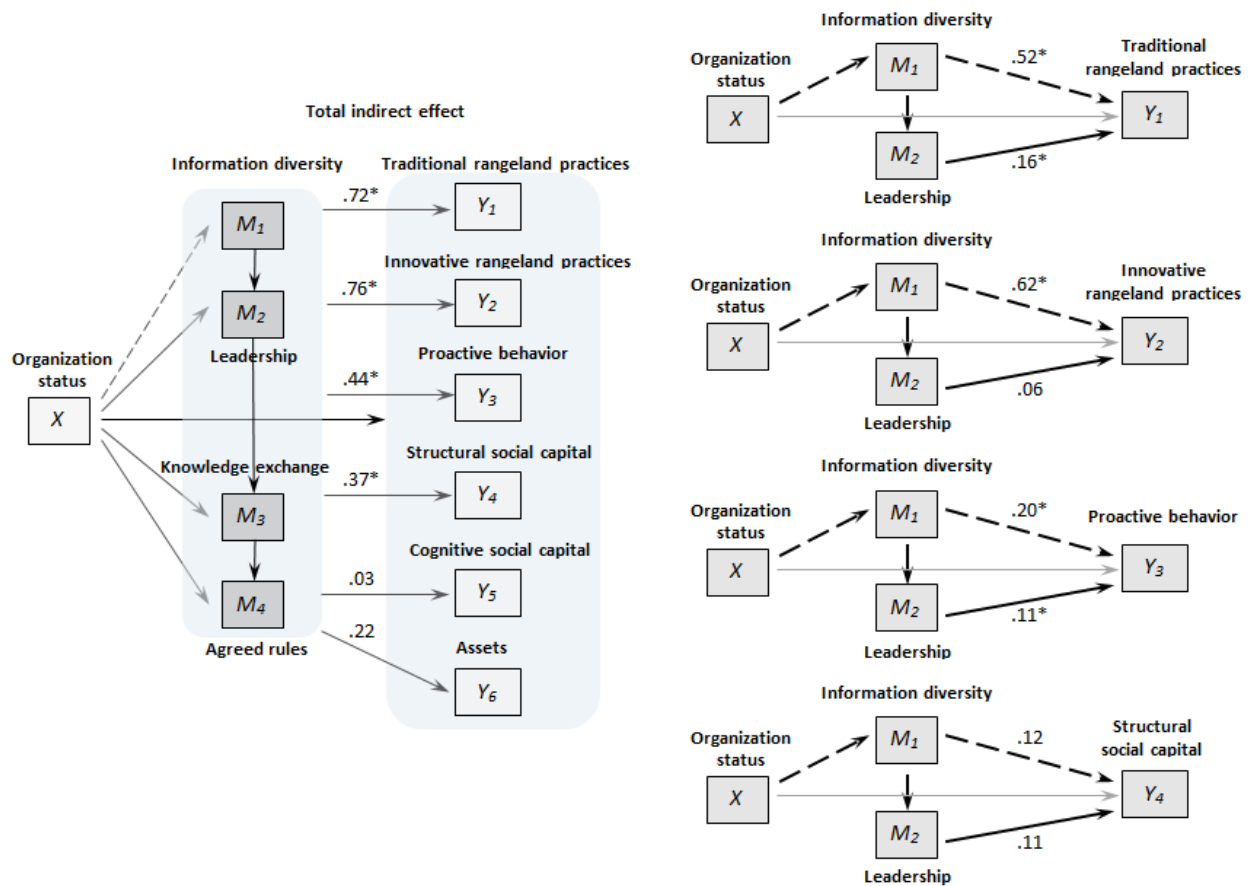 Total indirect effect
Information diversity
Traditional rangeland practices
M1
.72*
Y1
Innovative rangeland practices
M2
.76*
Y2
Leadership
Organization
status
X
Proactive behavior
.44*
Y3
Knowledge exchange
Structural social capital
M3
.37*
Y4
Cognitive social capital
M4
.03
Y5
Agreed rules
.22
Assets
Y6
Information diversity
Organization
status
M1
.52*
Traditional
rangeland practices
X
Y1
M2
.16*
Leadership
Information diversity
Organization
status
M1
.62*
Innovative
rangeland practices
X
Y2
M2
.06
Leadership
Information diversity
Organization
status
M1
.20*
Proactive behavior
X
Y3
M2
.11*
Leadership
Information diversity
Organization
status
M1
.12
Structural
social capital
X
Y4
M2
.11
Leadership